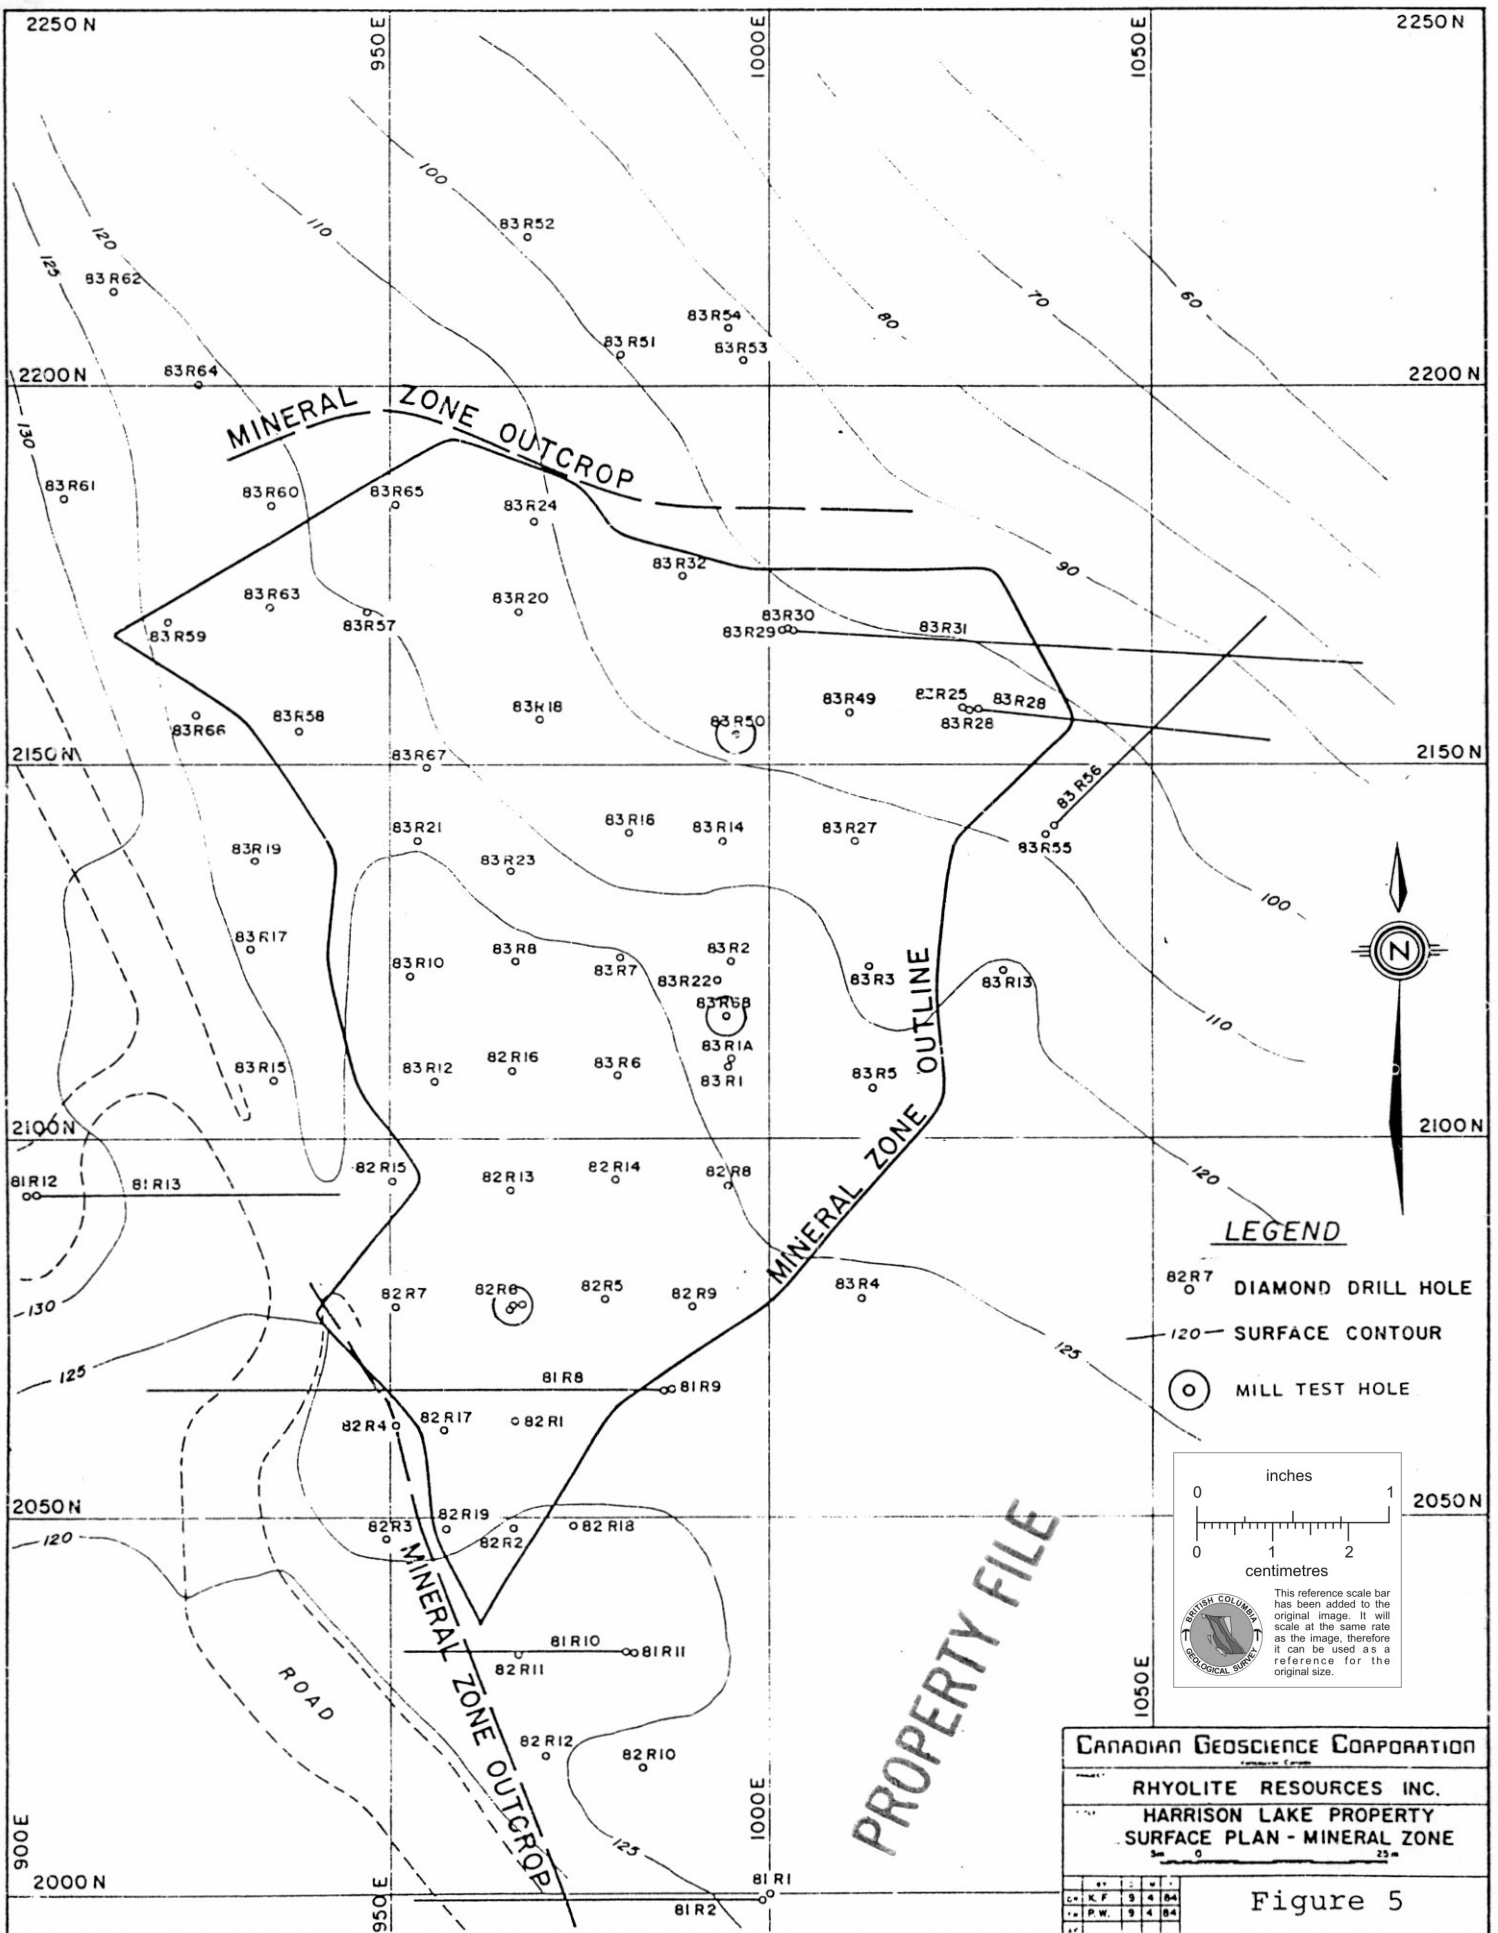 2250 N
950 E
1000 E
1050 E
2250 N
100
83 R52
110
120
125
83 R62
60
70
80
83 R54
83 R51
83 R53
83 R64
2200 N
2200 N
MINERAL ZONE OUTCROP
130
83 R61
83 R60
83 R65
83 R24
90
83 R32
83 R63
83 R20
83 R30
83 R59
83 R57
83 R29
83 R31
83 R66
83 R58
83 R18
83 R50
83 R49
83 R25
83 R28
83 R28
2150 N
83 R67
2150 N
83 R56
83 R21
83 R16
83 R14
83 R27
83 R55
83 R19
83 R23
100
83 R17
83 R8
83 R2
83 R10
83 R7
83 R22
83 R3
83 R13
N
83 R6B
110
83 R1A
83 R15
83 R12
82 R16
83 R6
83 R1
83 R5
MINERAL ZONE OUTLINE
2100 N
2100 N
82 R15
82 R13
82 R14
82 R8
120
81 R12
81 R13
LEGEND
82 R7
82 R6
82 R5
82 R9
83 R4
130
82R7 DIAMOND DRILL HOLE
120 SURFACE CONTOUR
125
125
81 R8
81 R9
MILL TEST HOLE
82 R4
82 R17
82 R1
2050 N
2050 N
82 R3
82 R19
82 R2
82 R18
120
inches
0 1
0 1 2
centimetres
This reference scale bar
has been added to the
original image. It will
scale at the same rate
as the image, therefore
it can be used as a
reference for the
original size.
BRITISH COLUMBIA
GEOLOGICAL SURVEY
MINERAL ZONE OUTCROP
81 R10
81 R11
82 R11
ROAD
82 R12
82 R10
PROPERTY FILE
1050 E
125
900 E
1000 E
2000 N
950 E
81 R1
81 R2
CANADIAN GEOSCIENCE CORPORATION
RHYOLITE RESOURCES INC.
HARRISON LAKE PROPERTY
SURFACE PLAN - MINERAL ZONE
5m 0 25m
K. F 9 4 84
P. W. 9 4 84
Figure 5